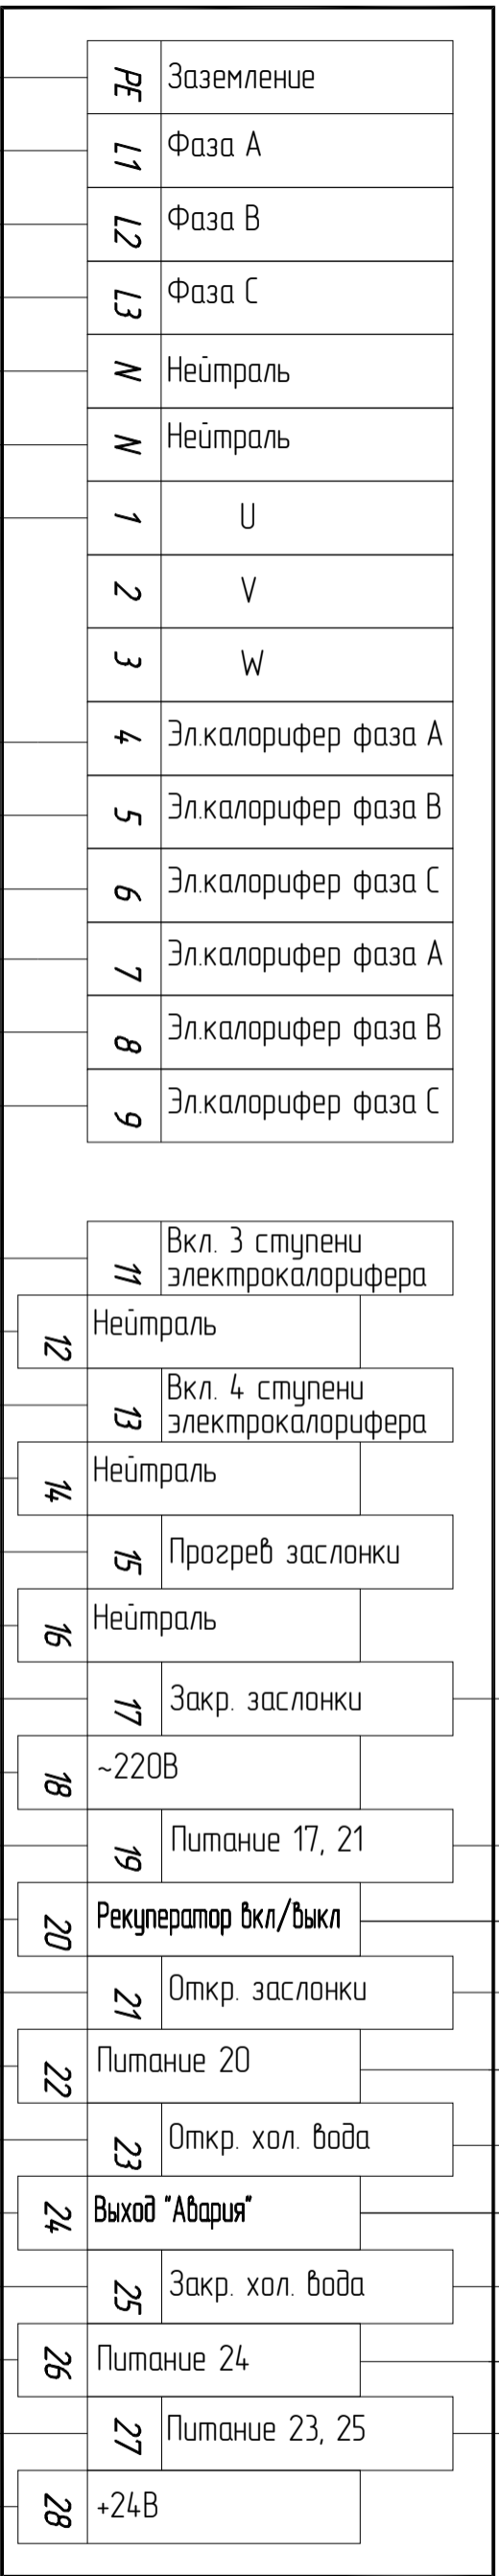 PE Заземление
L1 Фаза А
L2 Фаза В
L3 Фаза С
N Нейтраль
N Нейтраль
1 U
2 V
3 W
4 Эл.калорифер фаза А
5 Эл.калорифер фаза В
6 Эл.калорифер фаза С
7 Эл.калорифер фаза А
8 Эл.калорифер фаза В
9 Эл.калорифер фаза С
11 Вкл. 3 ступени
электрокалорифера
12 Нейтраль
13 Вкл. 4 ступени
электрокалорифера
14 Нейтраль
15 Прогрев заслонки
16 Нейтраль
17 Закр. заслонки
18 ~220В
19 Питание 17, 21
20 Рекуператор вкл/выкл
21 Откр. заслонки
22 Питание 20
23 Откр. хол. вода
24 Выход "Авария"
25 Закр. хол. вода
26 Питание 24
27 Питание 23, 25
28 +24В